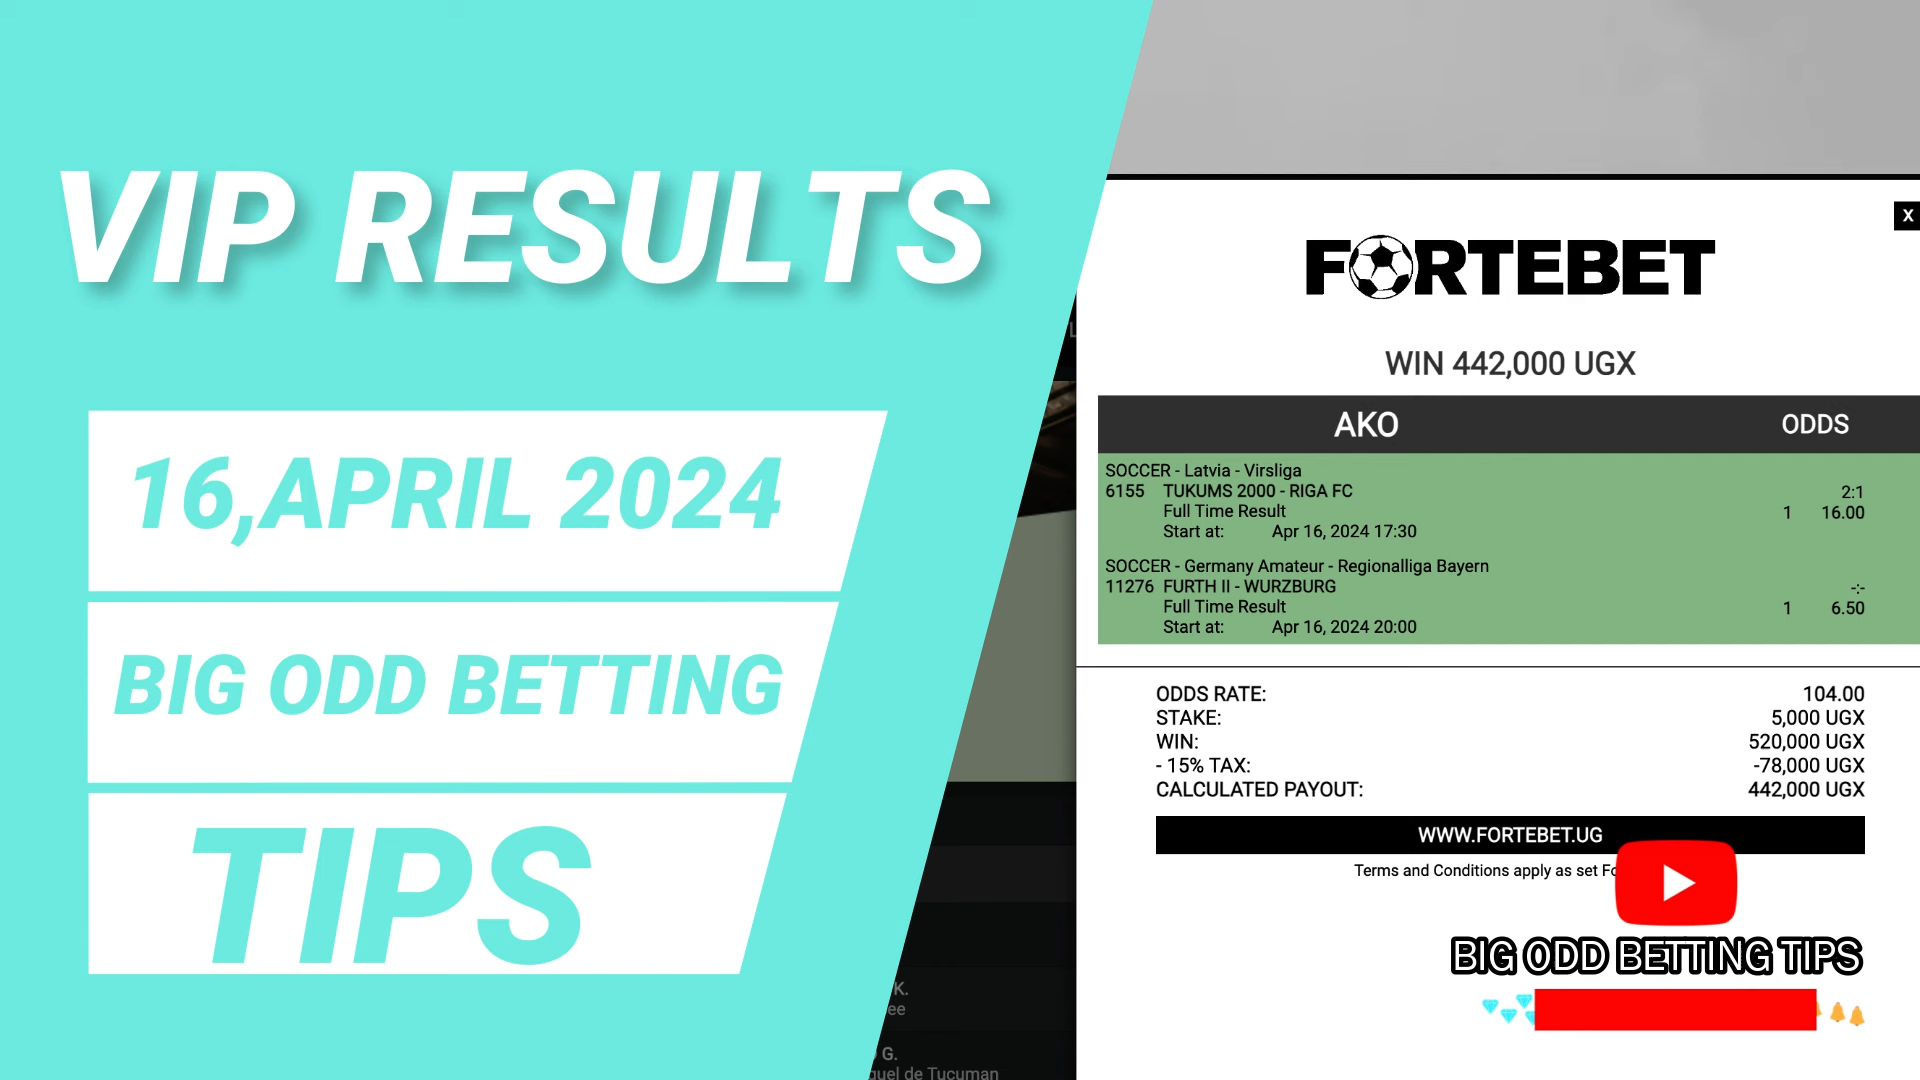 VIP RESULTS
16,APRIL 2024
BIG ODD BETTING
TIPS
X
FORTEBET
WIN 442,000 UGX
AKO ODDS
SOCCER - Latvia - Virsliga
6155 TUKUMS 2000 - RIGA FC 2:1
Full Time Result 1 16.00
Start at: Apr 16, 2024 17:30
SOCCER - Germany Amateur - Regionalliga Bayern
11276 FURTH II - WURZBURG -:-
Full Time Result 1 6.50
Start at: Apr 16, 2024 20:00
ODDS RATE: 104.00
STAKE: 5,000 UGX
WIN: 520,000 UGX
- 15% TAX: -78,000 UGX
CALCULATED PAYOUT: 442,000 UGX
WWW.FORTEBET.UG
Terms and Conditions apply as set
BIG ODD BETTING TIPS
K.
G.
de Tucuman